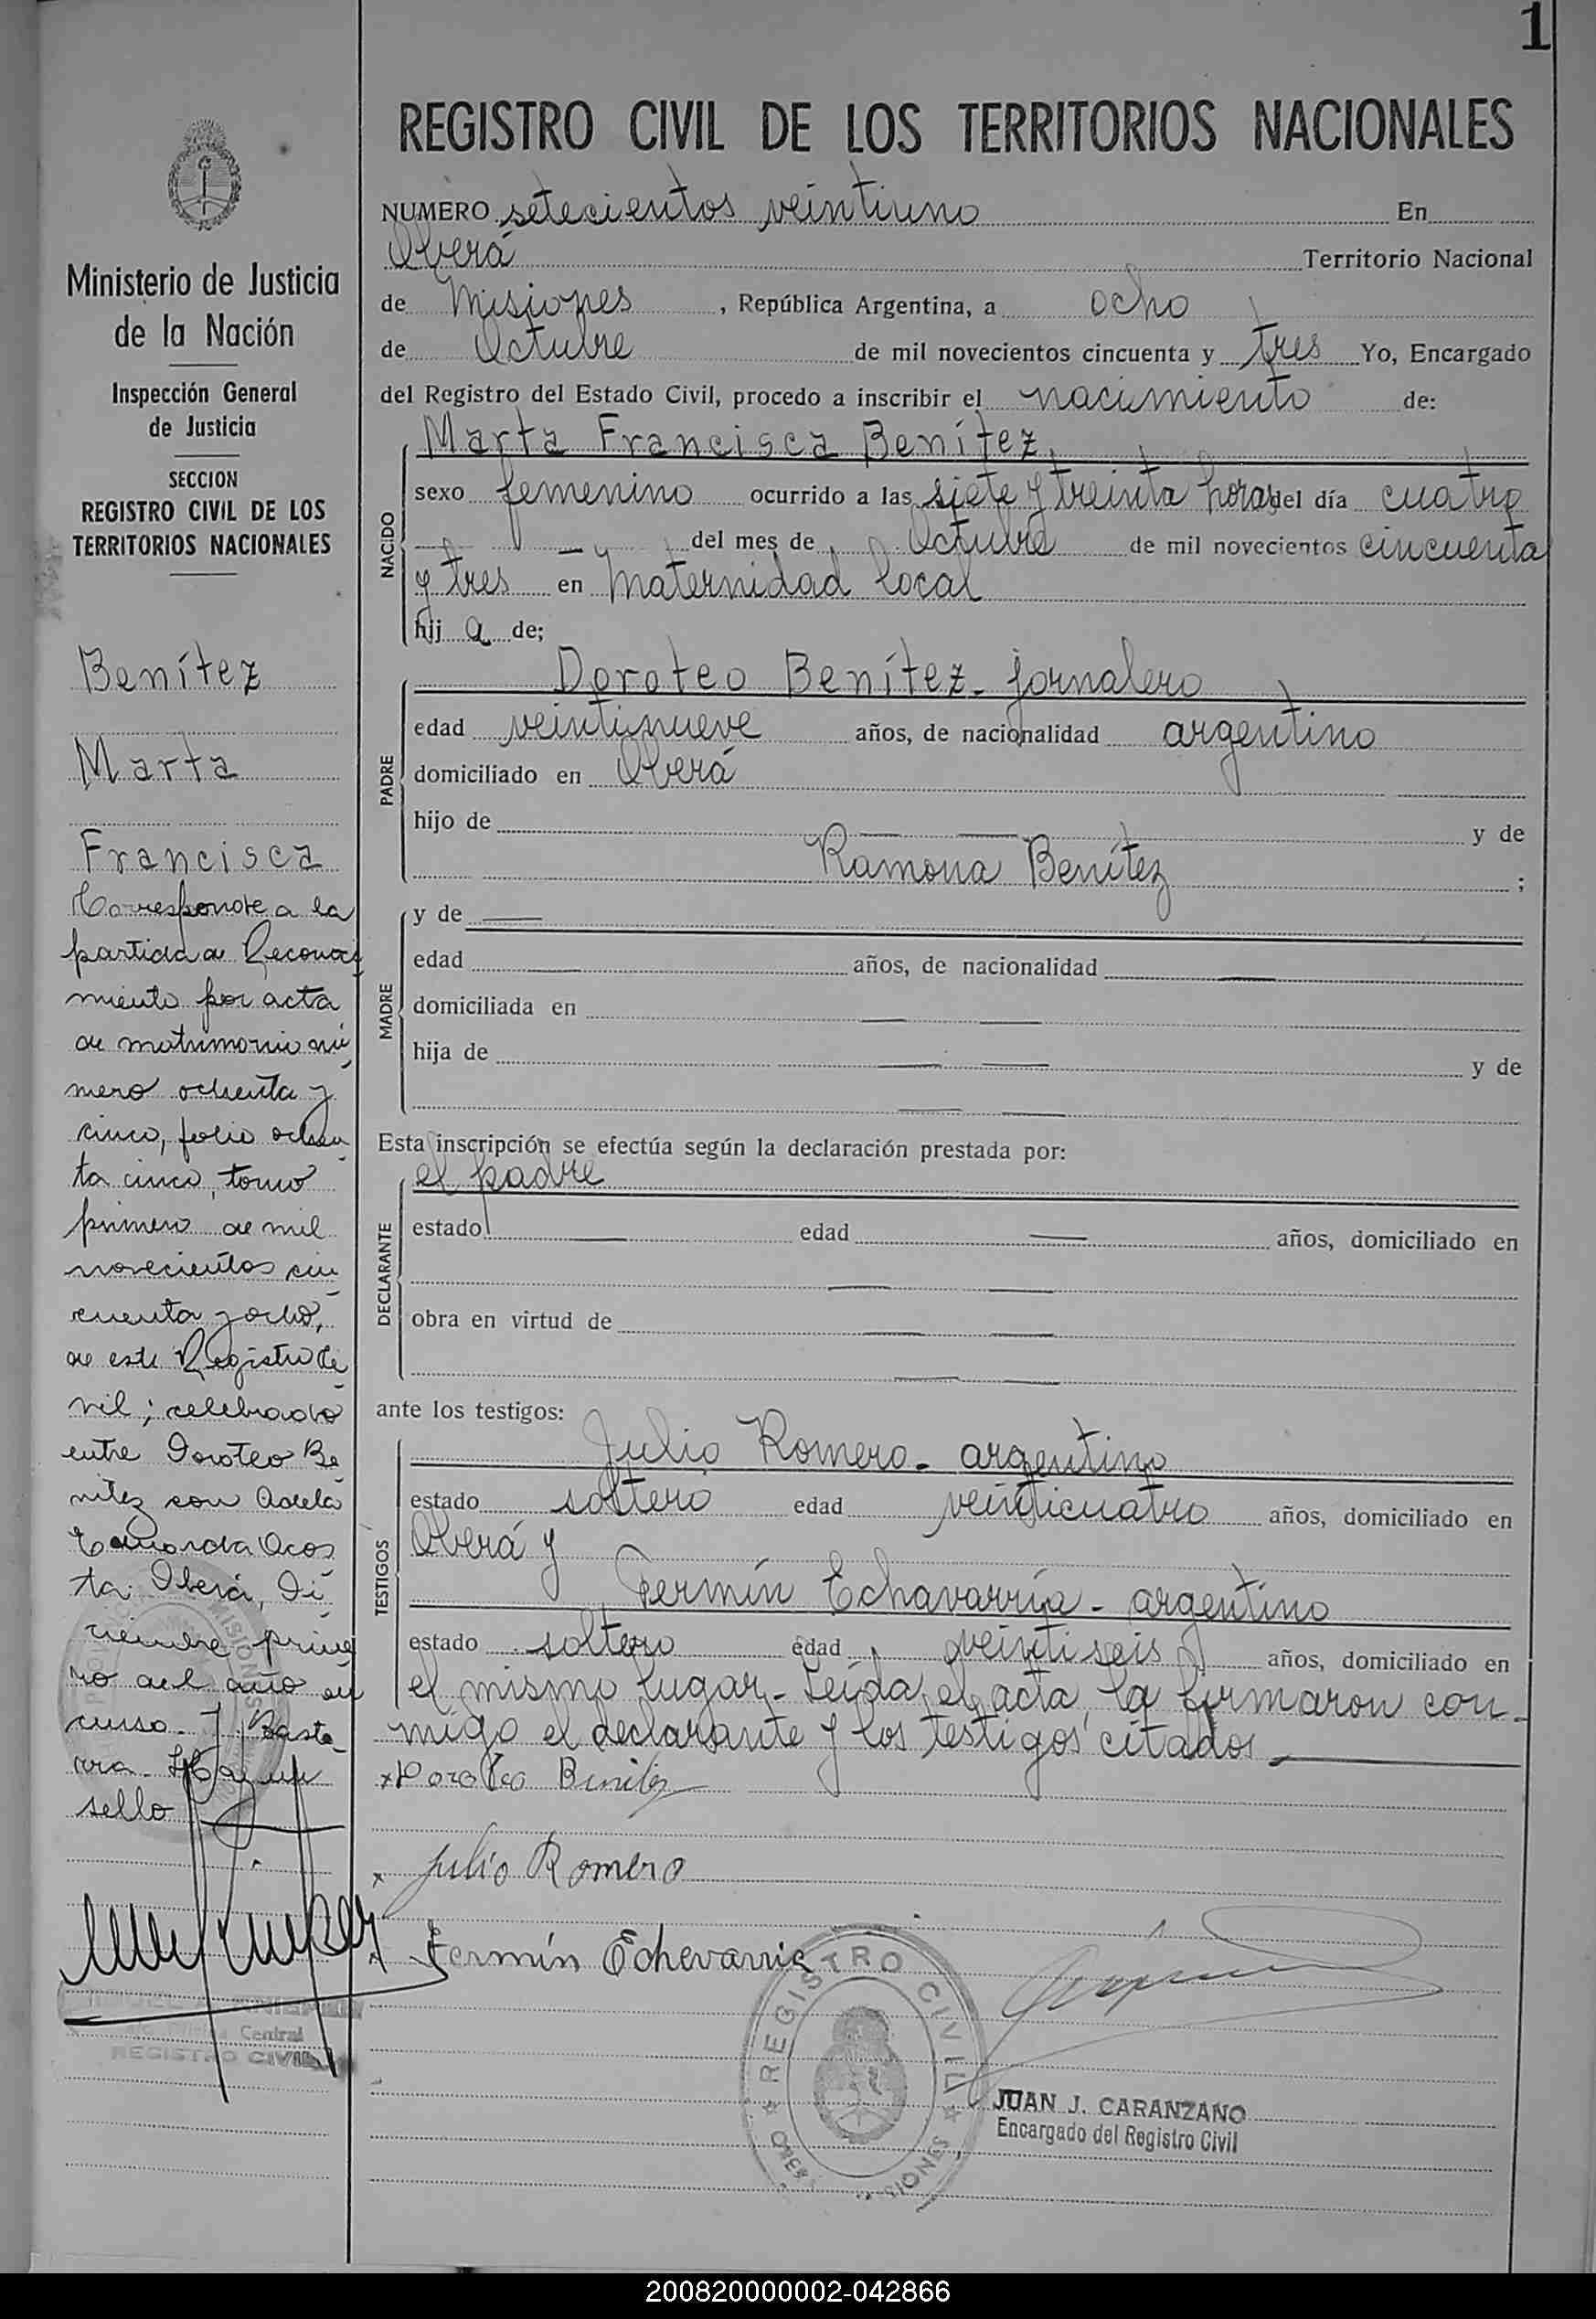 1
REGISTRO CIVIL DE LOS TERRITORIOS NACIONALES
Ministerio de Justicia
de la Nación
Inspección General
de Justicia
SECCION
REGISTRO CIVIL DE LOS
TERRITORIOS NACIONALES
Benítez
Marta
Francisca
Corresponde a la
partida de Reconoci
miento por acta
de matrimonio nú
mero ochenta y
cinco, folio ochen
ta cinco, tomo
primero de mil
novecientos cin
cuenta y ocho,
de este Registro Ci
vil; celebrado
entre Doroteo Be
nitez con Adela
Acos
ta. Oberá, Di
ciembre prime
ro del año en
curso. J. Basta
rra. Hay un
sello
Central
REGISTRO CIVIL
NUMERO setecientos veintiuno En
Oberá Territorio Nacional
de Misiones, República Argentina, a ocho
de Octubre de mil novecientos cincuenta y tres Yo, Encargado
del Registro del Estado Civil, procedo a inscribir el nacimiento de:
NACIDO
Marta Francisca Benítez
sexo femenino ocurrido a las siete y treinta horas del día cuatro
del mes de Octubre de mil novecientos cincuenta
y tres en Maternidad local
hij a de;
PADRE
Doroteo Benítez - jornalero
edad veintinueve años, de nacionalidad argentino
domiciliado en Oberá
hijo de y de
Ramona Benítez ;
MADRE
y de
edad años, de nacionalidad
domiciliada en
hija de y de
Esta inscripción se efectúa según la declaración prestada por:
DECLARANTE
el padre
estado edad años, domiciliado en
obra en virtud de
ante los testigos:
TESTIGOS
Julio Romero - argentino
estado soltero edad veinticuatro años, domiciliado en
Oberá y
Fermín Echavarría - argentino
estado soltero edad veintiseis años, domiciliado en
el mismo lugar - Leída el acta, la firmaron con-
migo el declarante y los testigos citados
x Doroteo Benitez
x Julio Romero
Fermín Echevarria
REGISTRO CIVIL
MISIONES
JUAN J. CARANZANO
Encargado del Registro Civil
200820000002-042866